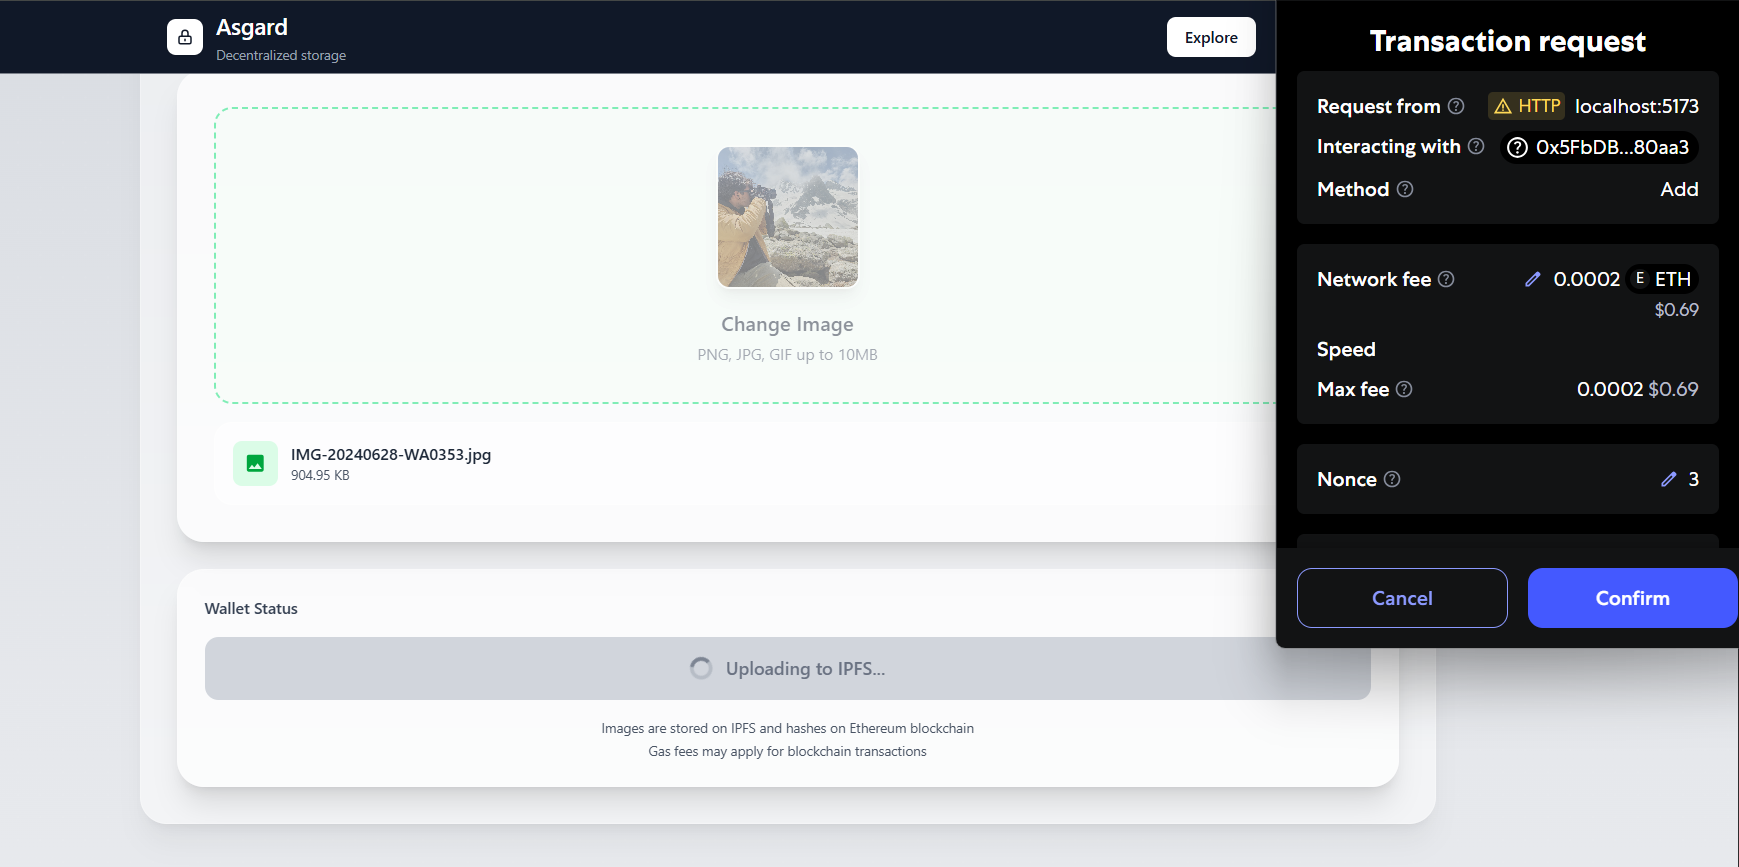 Asgard
Decentralized storage
Explore
Change Image
PNG, JPG, GIF up to 10MB
IMG-20240628-WA0353.jpg
904.95 KB
Wallet Status
Uploading to IPFS...
Images are stored on IPFS and hashes on Ethereum blockchain
Gas fees may apply for blockchain transactions
Transaction request
Request from HTTP localhost:5173
Interacting with 0x5FbDB...80aa3
Method Add
Network fee 0.0002 E ETH
$0.69
Speed
Max fee 0.0002 $0.69
Nonce 3
Cancel Confirm